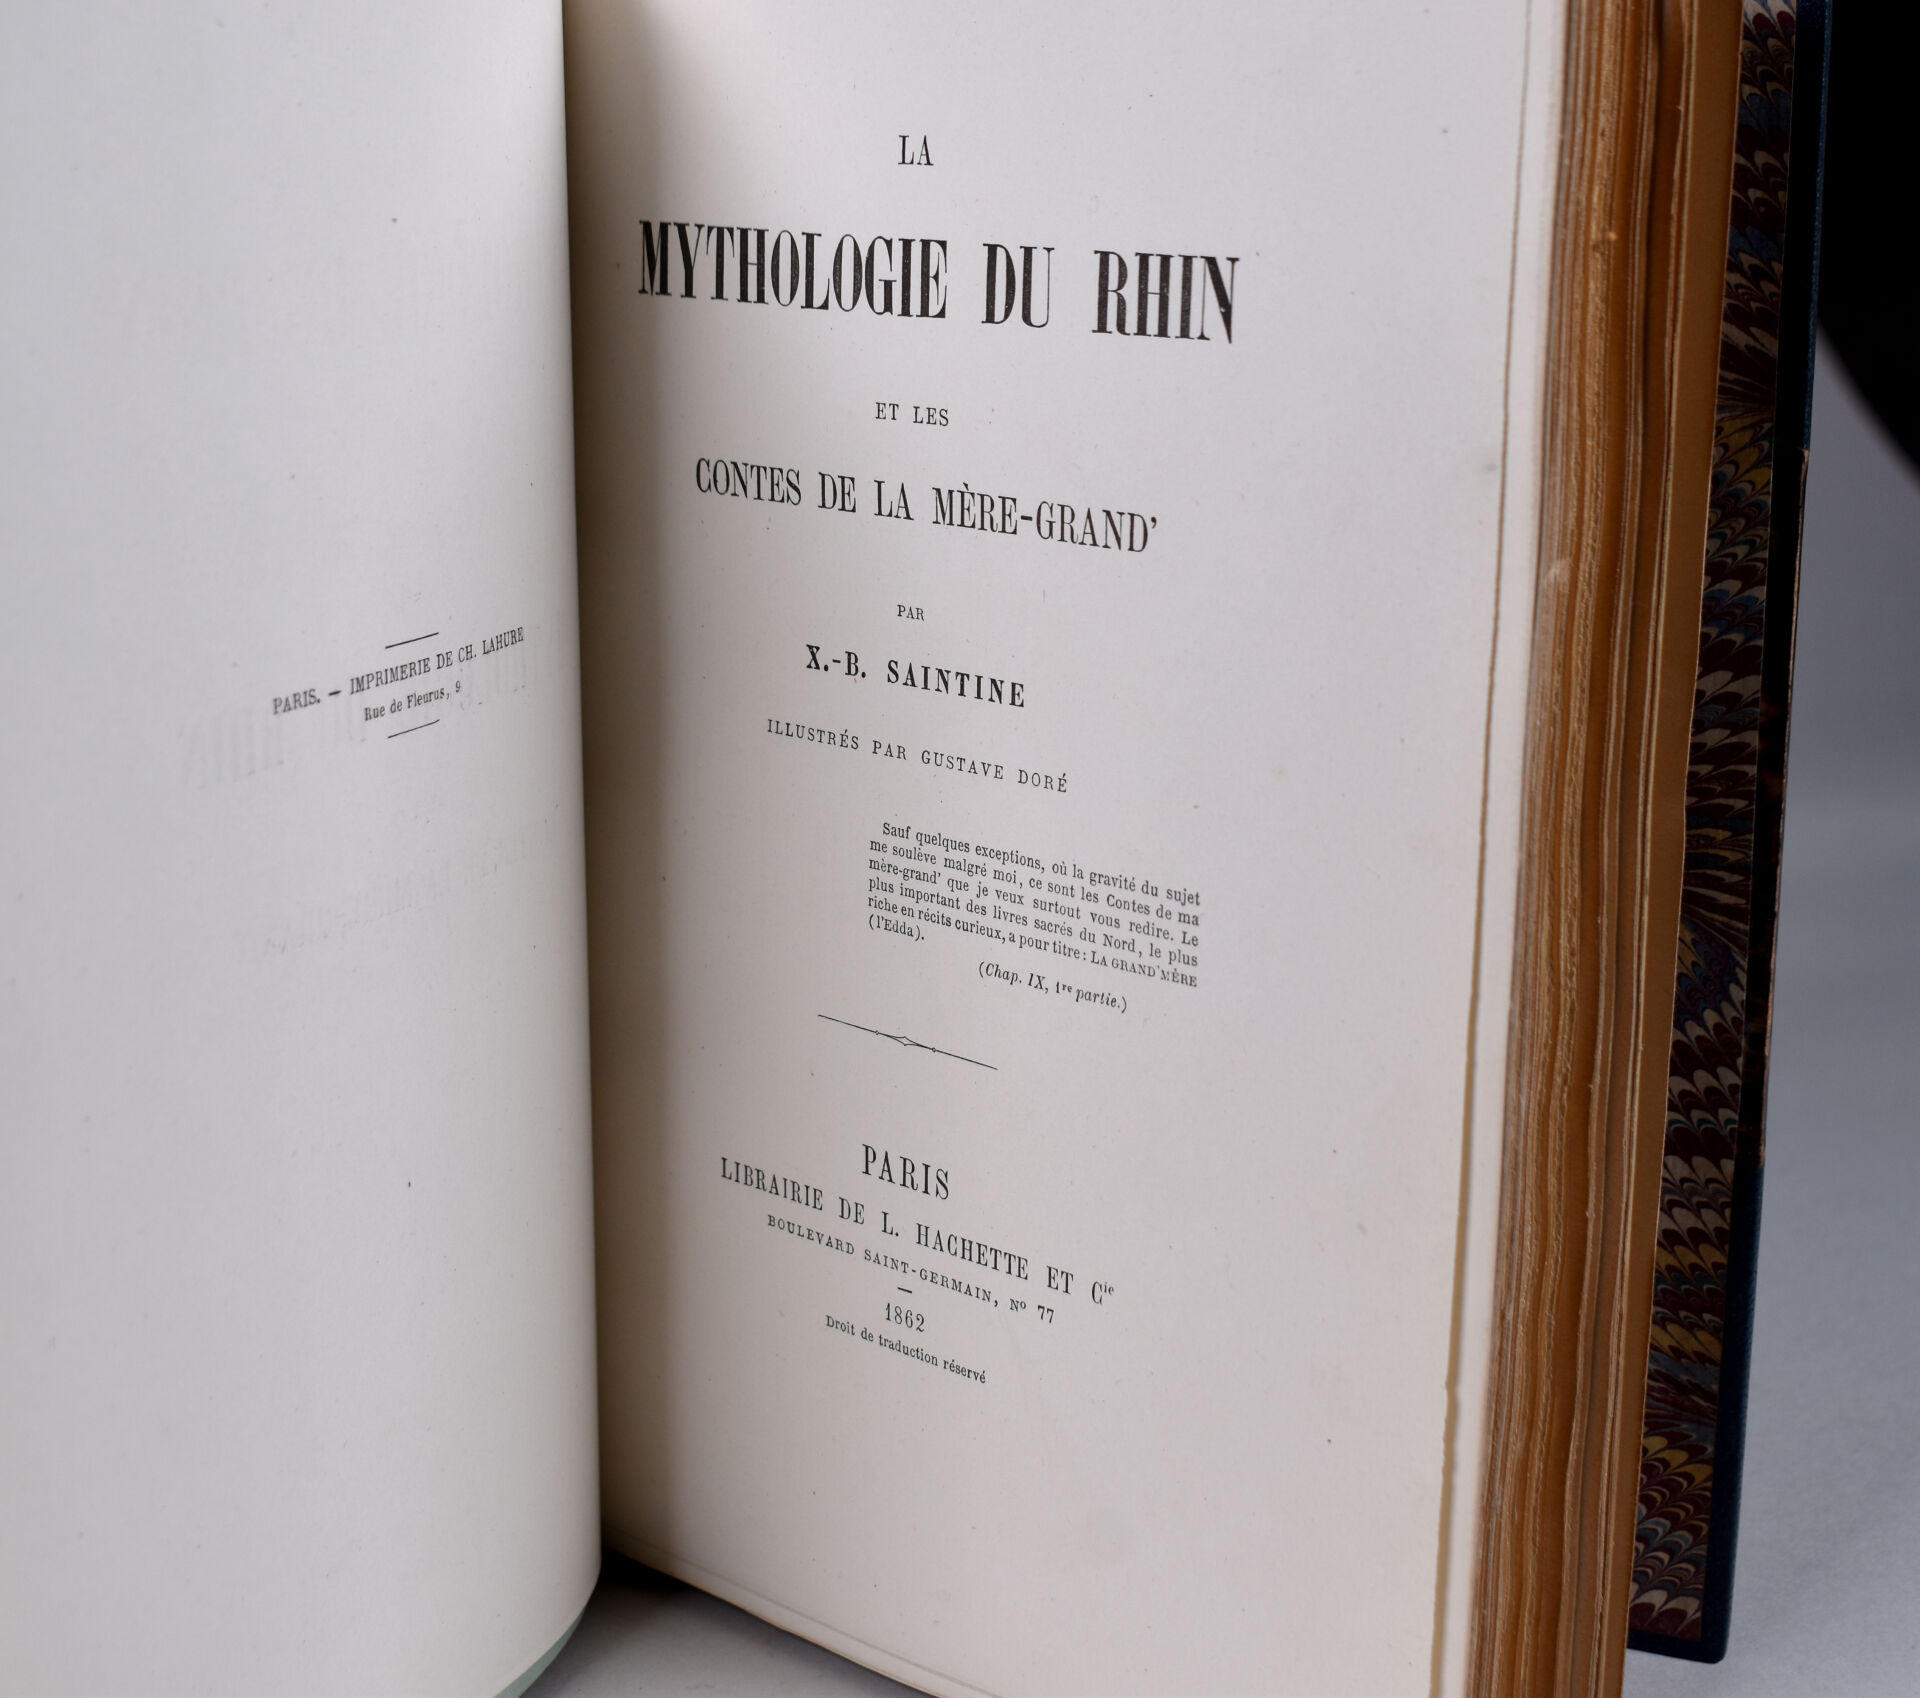 PARIS. — IMPRIMERIE DE CH. LAHURE
Rue de Fleurus, 9
LA
MYTHOLOGIE DU RHIN
ET LES
CONTES DE LA MÈRE-GRAND'
PAR
X.-B. SAINTINE
ILLUSTRÉS PAR GUSTAVE DORÉ
Sauf quelques exceptions, où la gravité du sujet
me soulève malgré moi, ce sont les Contes de ma
mère-grand' que je veux surtout vous redire. Le
plus important des livres sacrés du Nord, le plus
riche en récits curieux, a pour titre : LA GRAND'MÈRE
(l'Edda).
(Chap. IX, 1re partie.)
PARIS
LIBRAIRIE DE L. HACHETTE ET Cie
BOULEVARD SAINT-GERMAIN, No 77
1862
Droit de traduction réservé